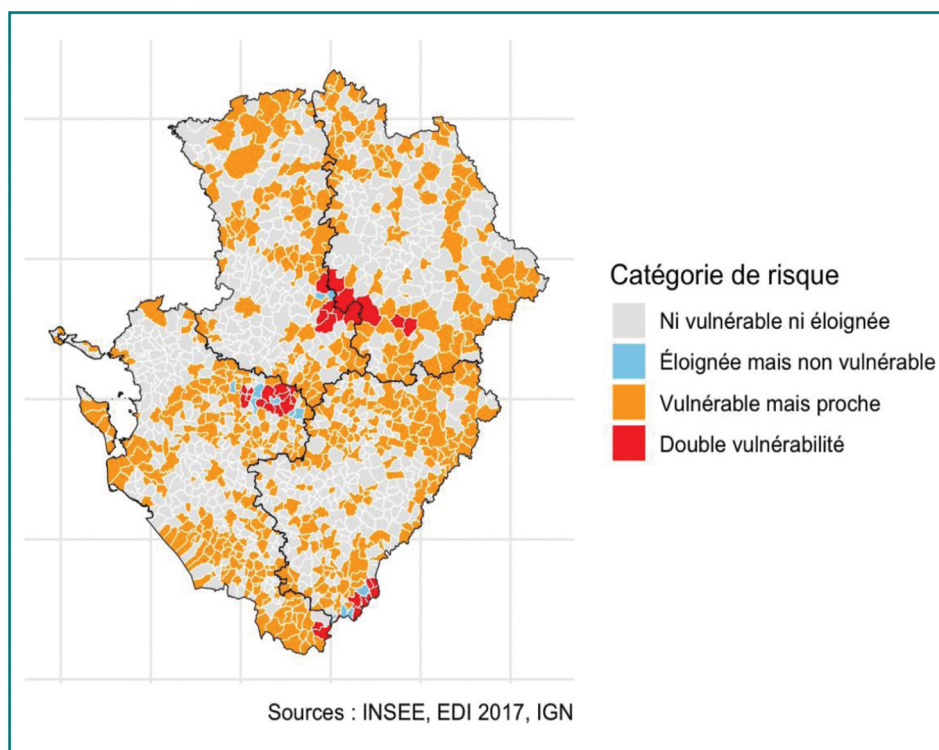 Catégorie de risque
Ni vulnérable ni éloignée
Éloignée mais non vulnérable
Vulnérable mais proche
Double vulnérabilité
Sources : INSEE, EDI 2017, IGN